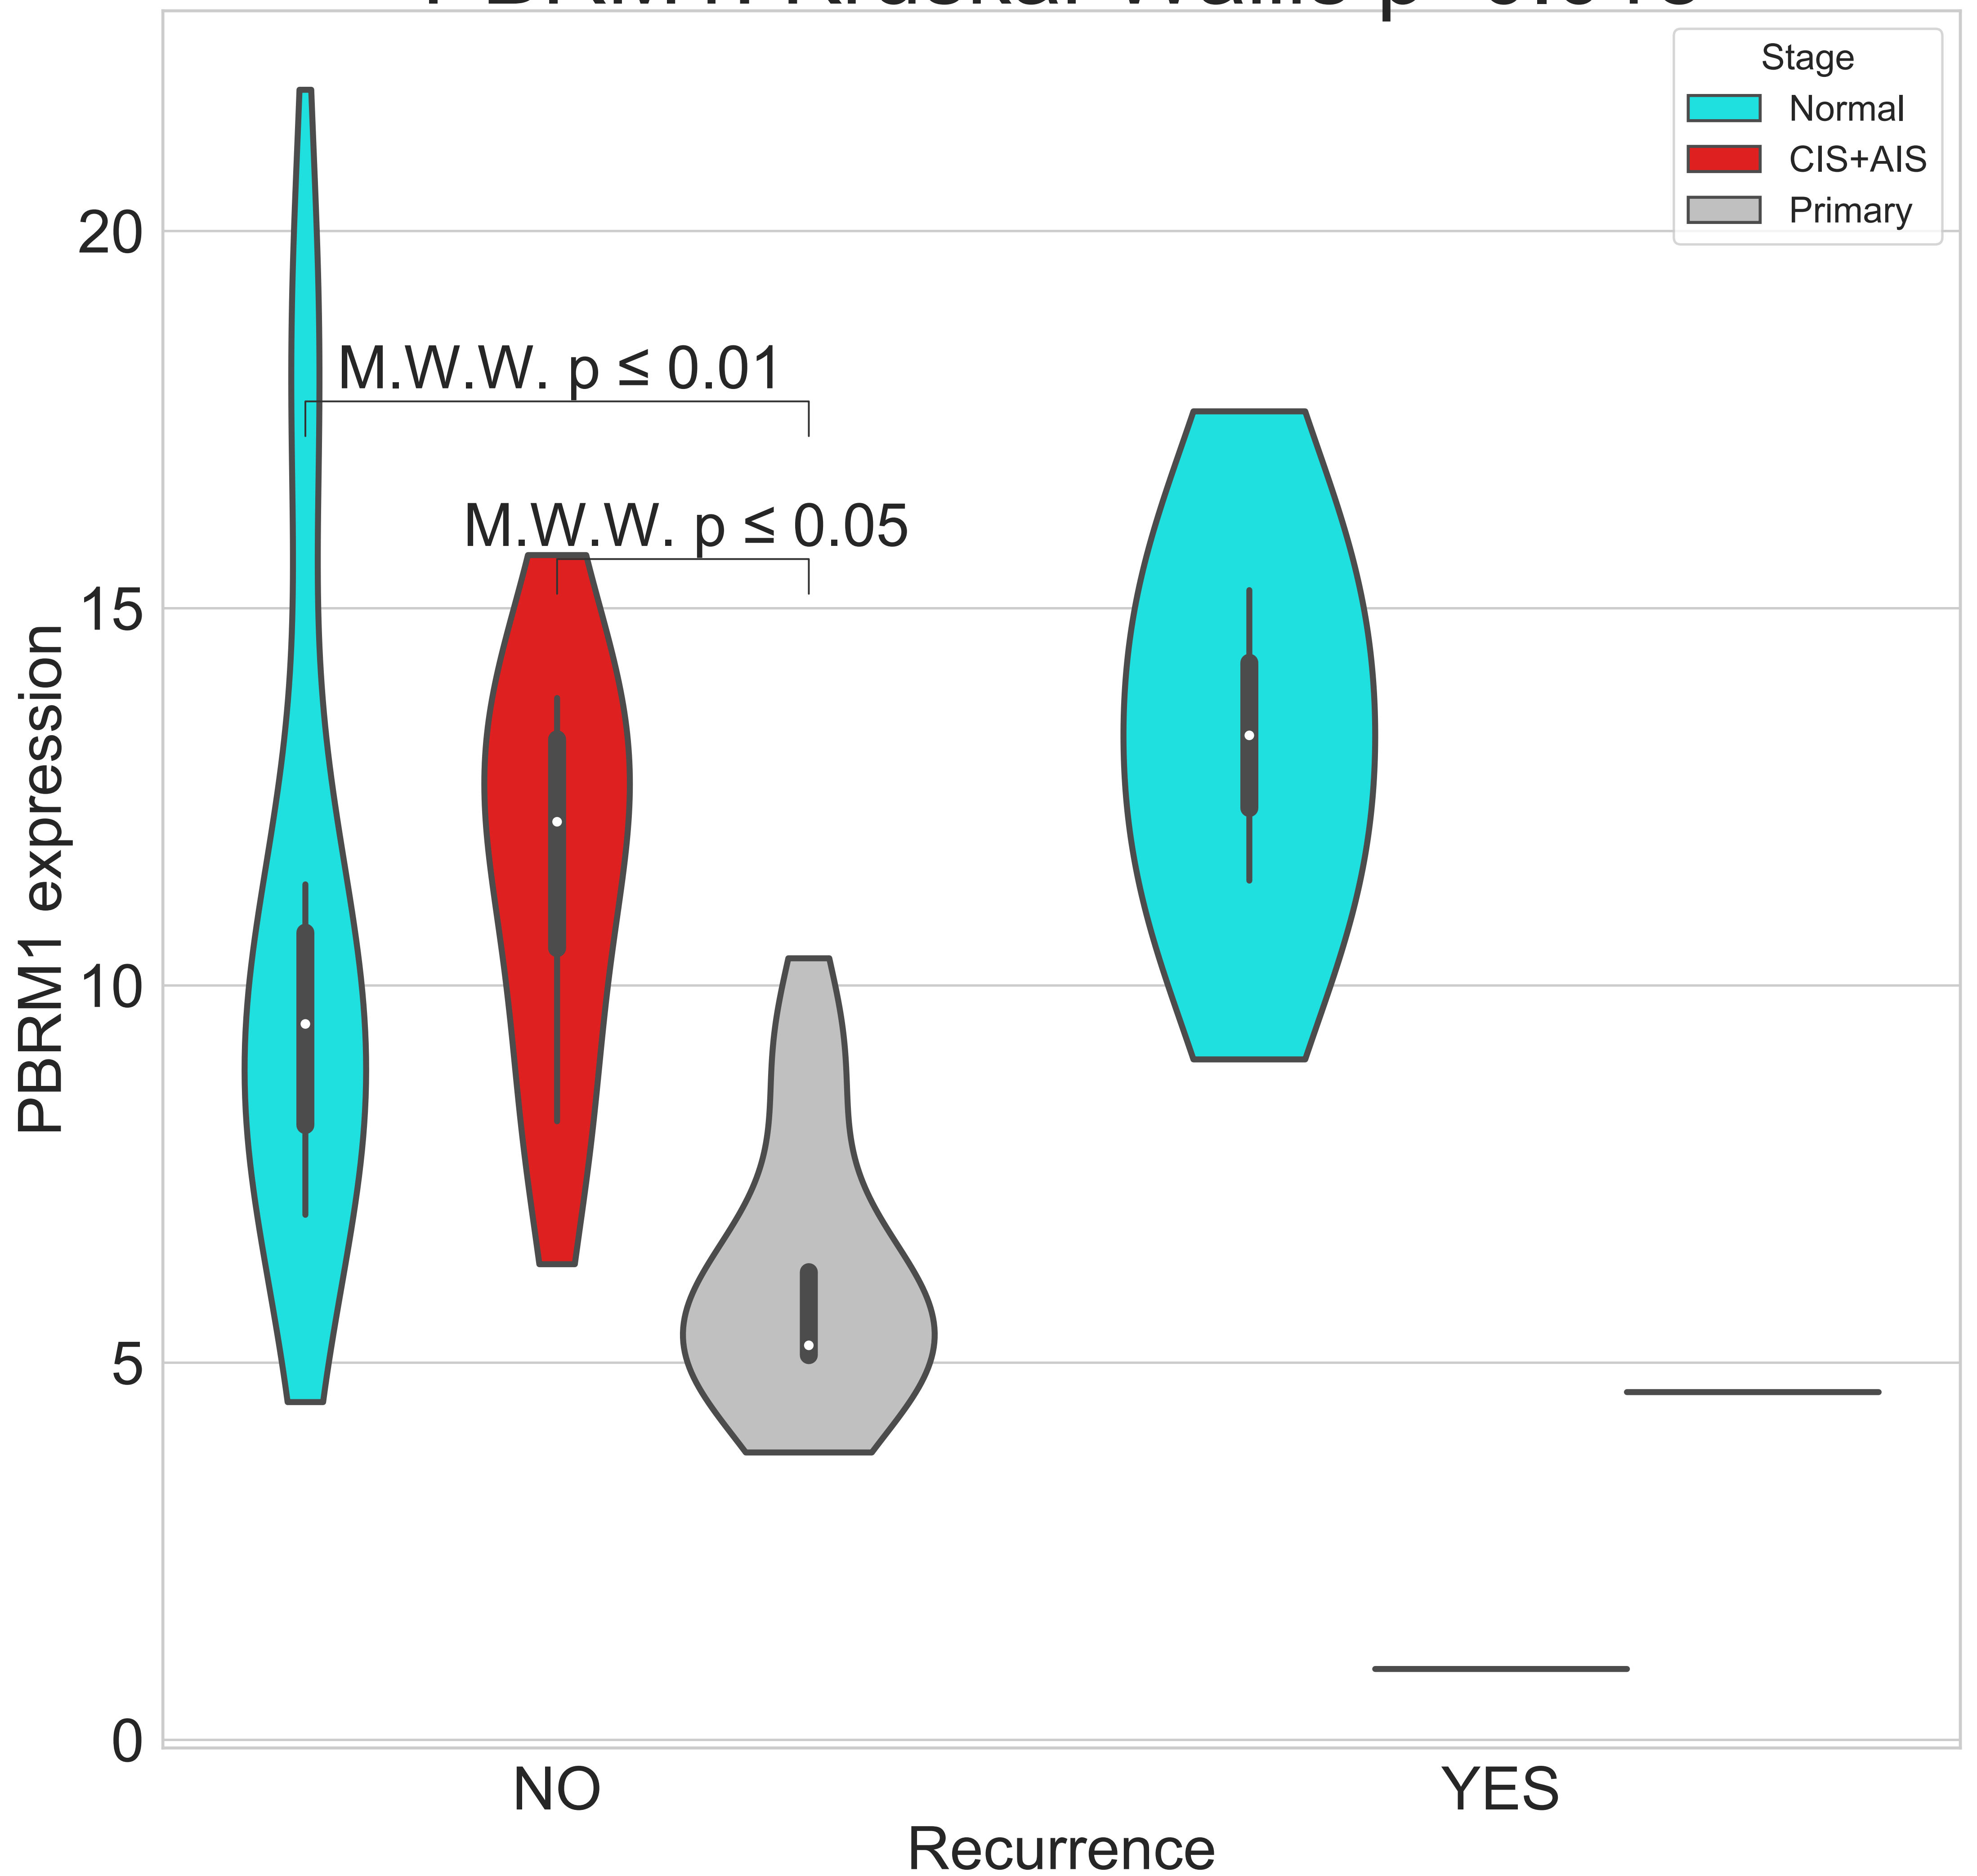 Stage
Normal
CIS+AIS
Primary
20
15
10
5
0
M.W.W. p ≤ 0.01
M.W.W. p ≤ 0.05
PBRM1 expression
NO
YES
Recurrence